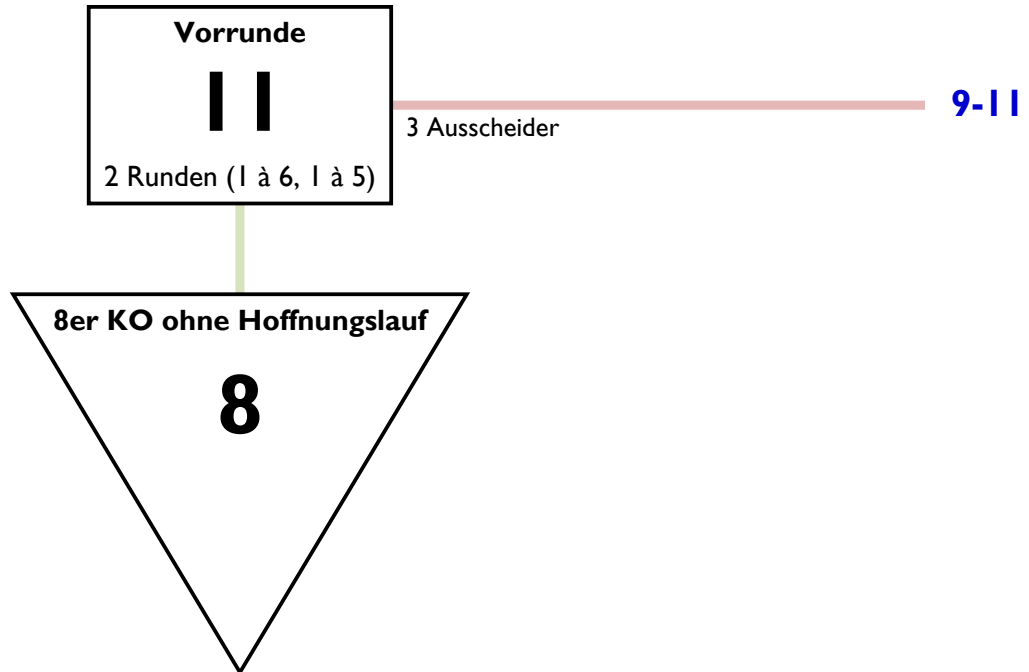 Vorrunde
11
2 Runden (1 à 6, 1 à 5)
3 Ausscheider
9-11
8er KO ohne Hoffnungslauf
8